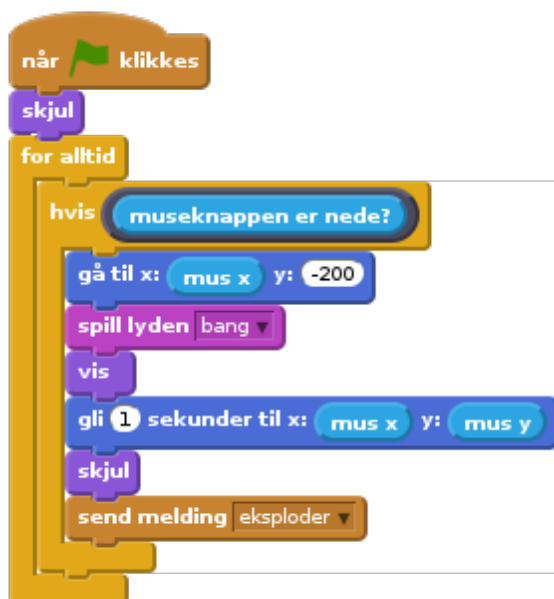 når klikkes
skjul
for alltid
hvis museknappen er nede?
gå til x: mus x y: -200
spill lyden bang
vis
gli 1 sekunder til x: mus x y: mus y
skjul
send melding eksploder